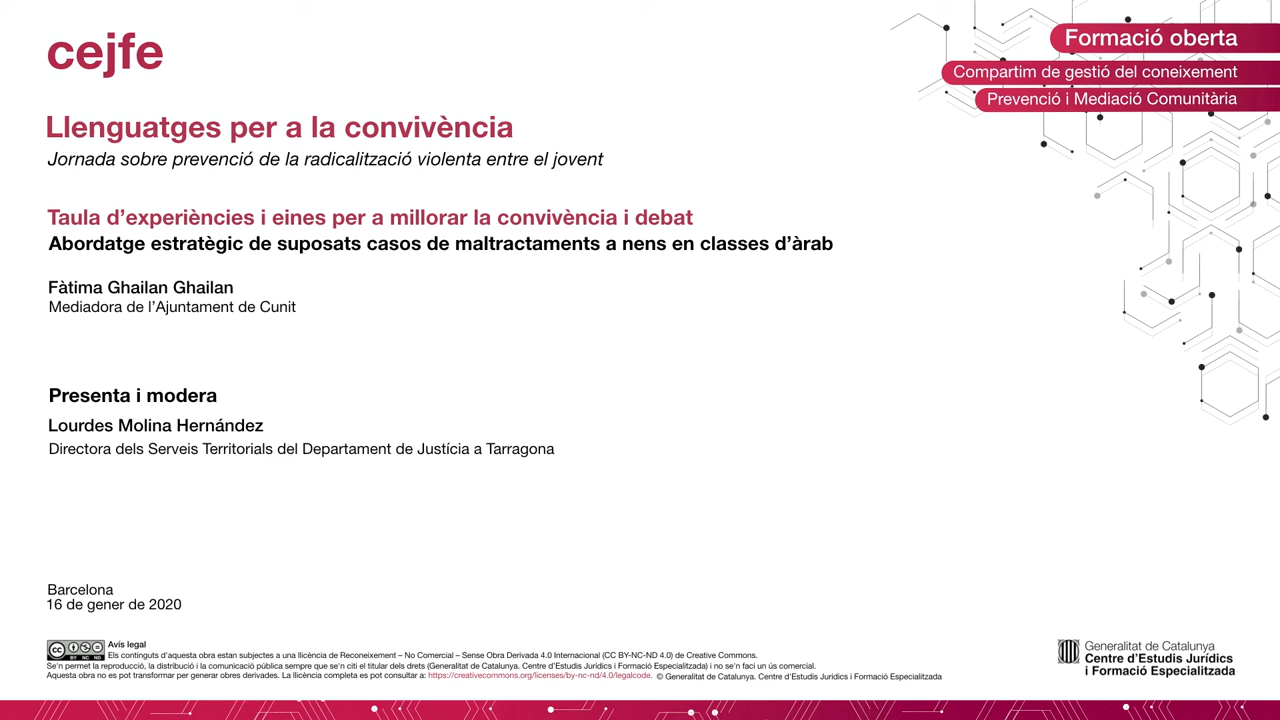 cejfe
Formació oberta
Compartim de gestió del coneixement
Prevenció i Mediació Comunitària
Llenguatges per a la convivència
Jornada sobre prevenció de la radicalització violenta entre el jovent
Taula d'experiències i eines per a millorar la convivència i debat
Abordatge estratègic de suposats casos de maltractaments a nens en classes d'àrab
Fàtima Ghailan Ghailan
Mediadora de l'Ajuntament de Cunit
Presenta i modera
Lourdes Molina Hernández
Directora dels Serveis Territorials del Departament de Justícia a Tarragona
Barcelona
16 de gener de 2020
CC BY NC ND
Avís legal
Els continguts d'aquesta obra estan subjectes a una llicència de Reconeixement – No Comercial – Sense Obra Derivada 4.0 Internacional (CC BY-NC-ND 4.0) de Creative Commons.
Se'n permet la reproducció, la distribució i la comunicació pública sempre que se'n citi el titular dels drets (Generalitat de Catalunya. Centre d'Estudis Jurídics i Formació Especialitzada) i no se'n faci un ús comercial.
Aquesta obra no es pot transformar per generar obres derivades. La llicència completa es pot consultar a: https://creativecommons.org/licenses/by-nc-nd/4.0/legalcode. © Generalitat de Catalunya. Centre d'Estudis Jurídics i Formació Especialitzada
Generalitat de Catalunya
Centre d'Estudis Jurídics
i Formació Especialitzada